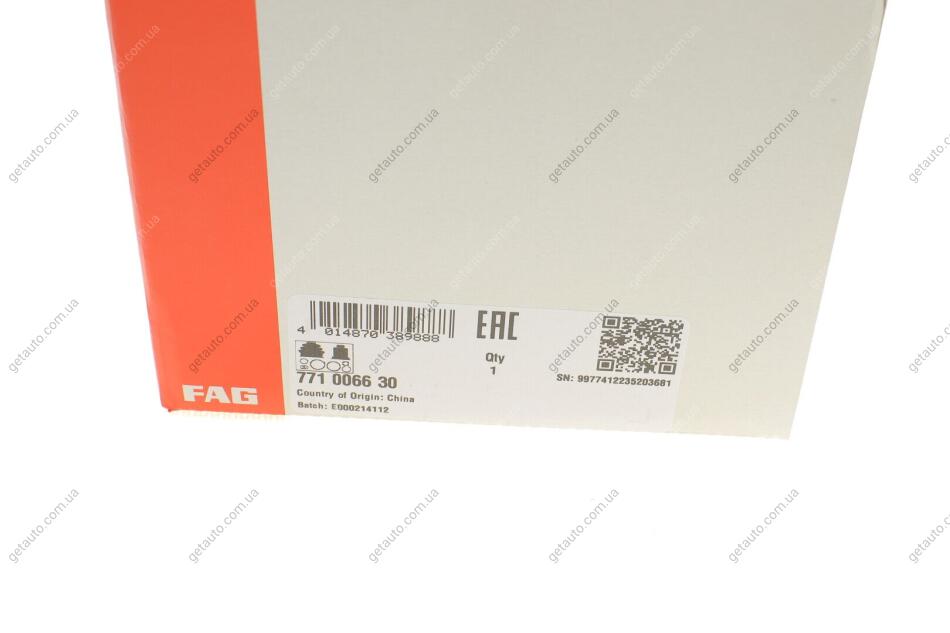 4 014870 389888
EAC
Qty
1
771 0066 30
SN: 9977412235203681
Country of Origin: China
Batch: E000214112
FAG
getauto.com.ua